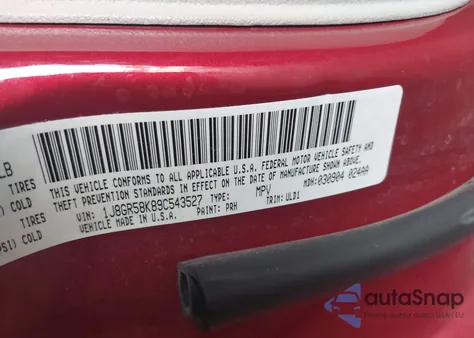 LB
TIRES
COLD
TIRES
PSI) COLD
THIS VEHICLE CONFORMS TO ALL APPLICABLE U.S.A. FEDERAL MOTOR VEHICLE SAFETY AND
THEFT PREVENTION STANDARDS IN EFFECT ON THE DATE OF MANUFACTURE SHOWN ABOVE.
VIN: 1J8GR58K89C543527 TYPE: MPV MDH: 030904 024AA
VEHICLE MADE IN U.S.A. PAINT: PRH TRIM: ULD1
autoSnap